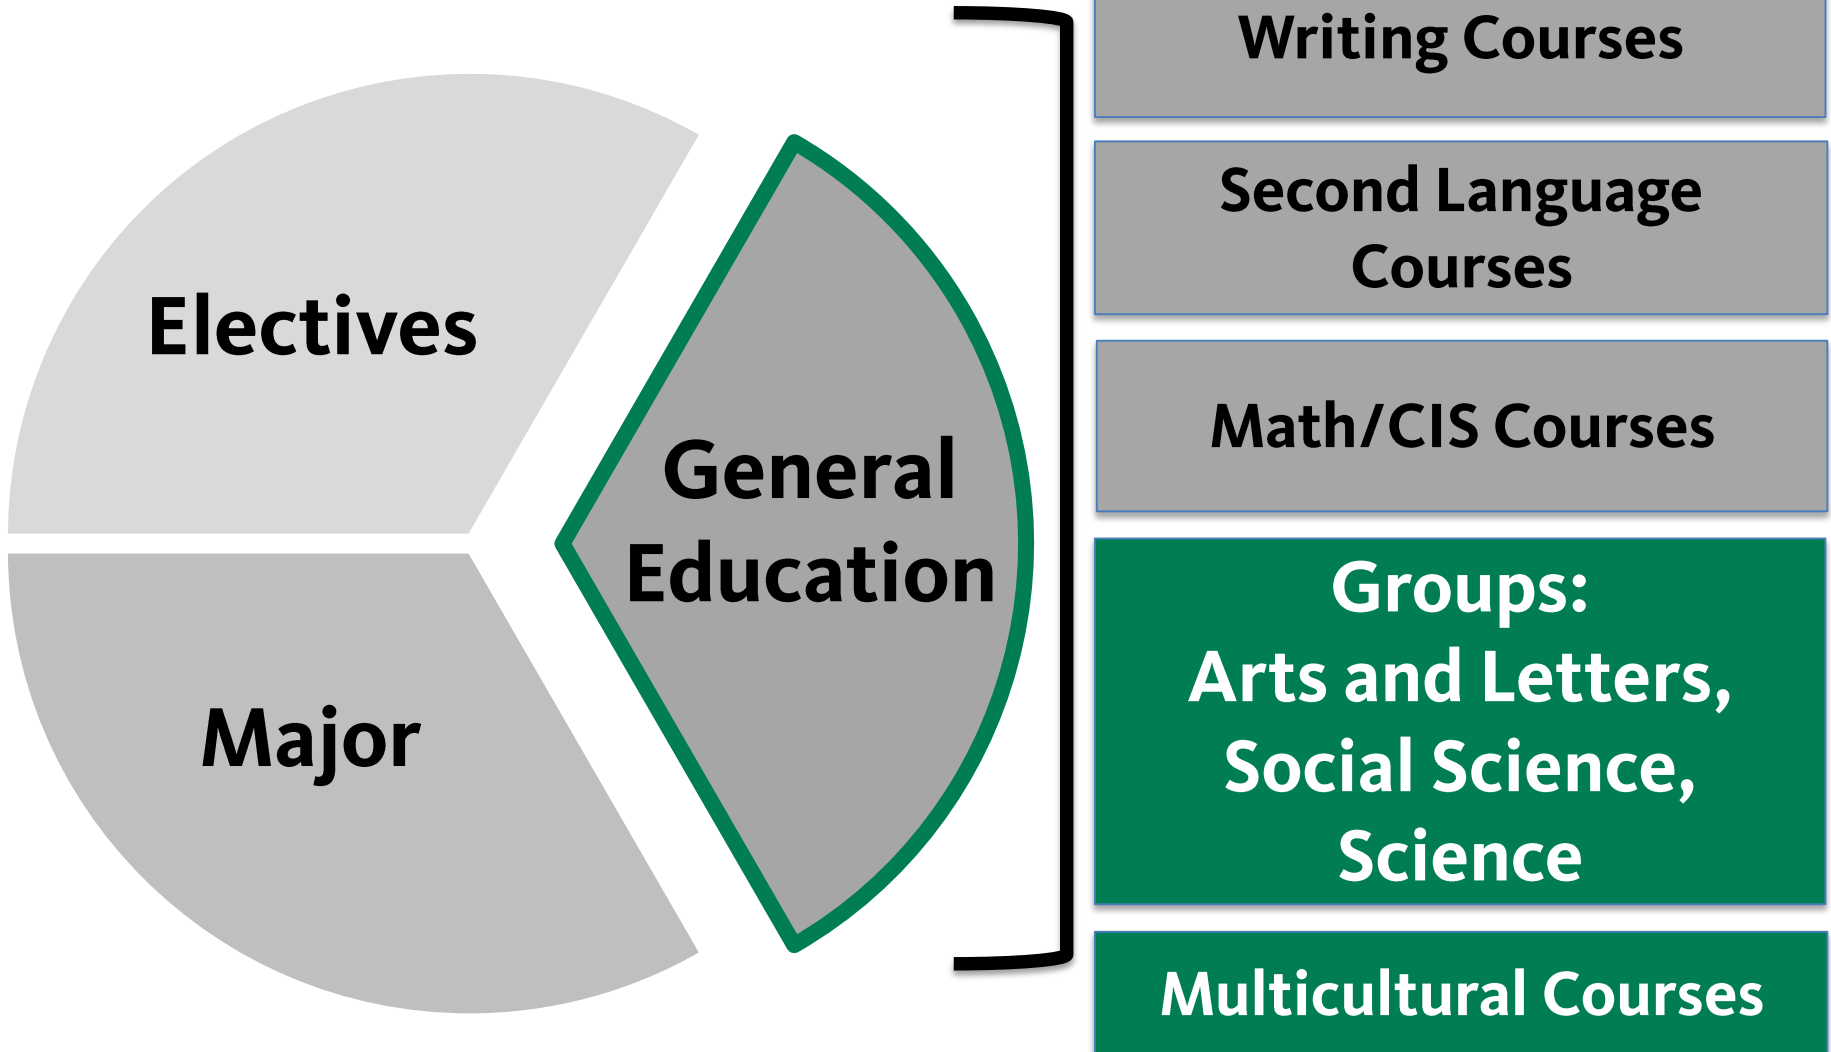 Electives
Major
General
Education
Writing Courses
Second Language
Courses
Math/CIS Courses
Groups:
Arts and Letters,
Social Science,
Science
Multicultural Courses